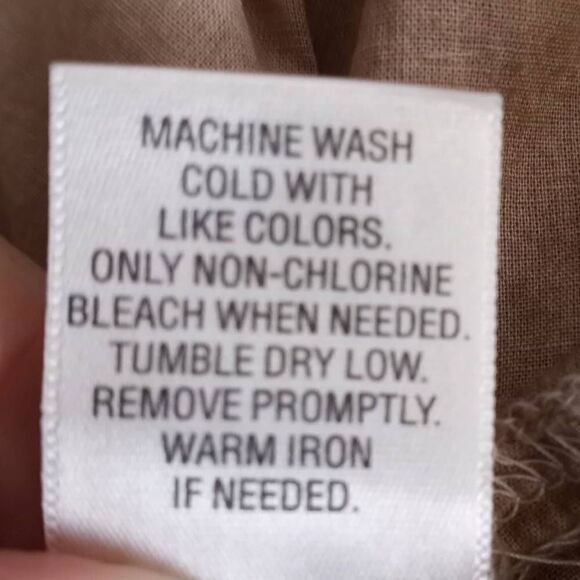 MACHINE WASH
COLD WITH
LIKE COLORS.
ONLY NON-CHLORINE
BLEACH WHEN NEEDED.
TUMBLE DRY LOW.
REMOVE PROMPTLY.
WARM IRON
IF NEEDED.